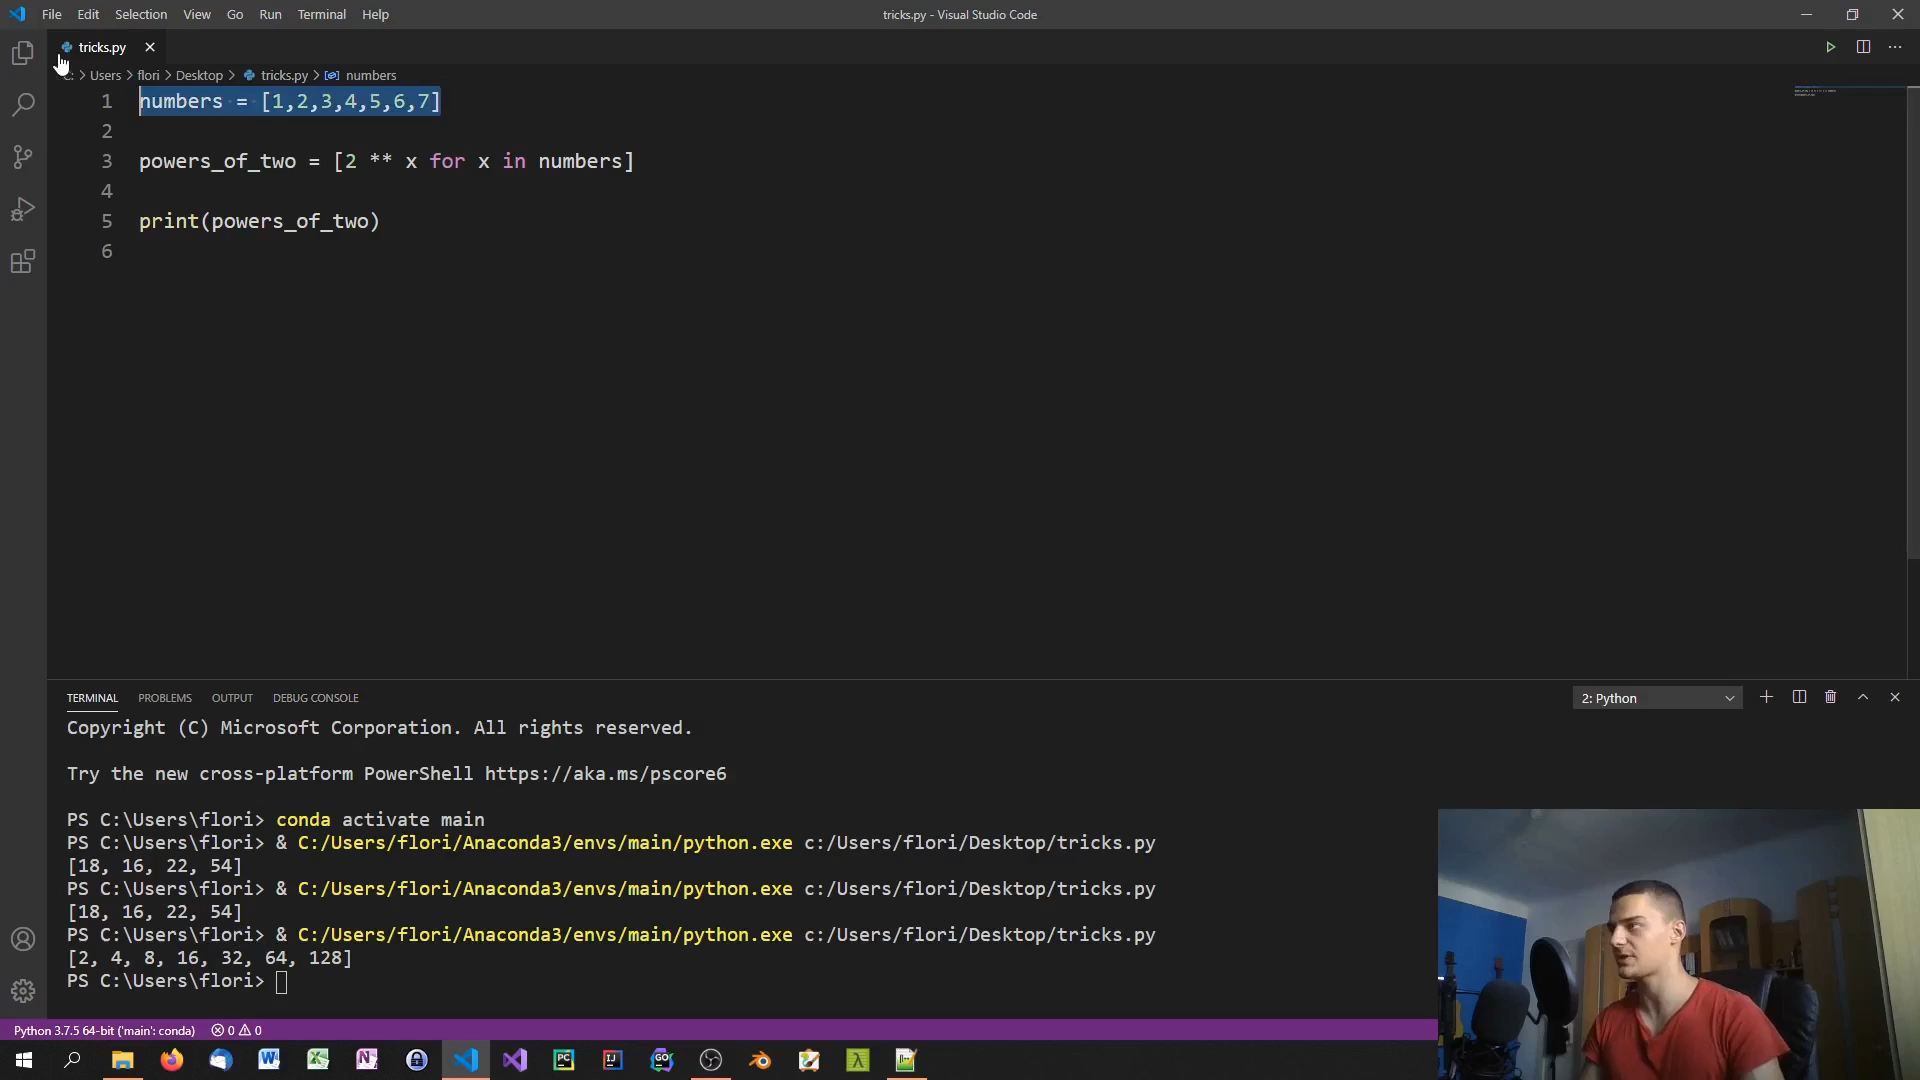 File Edit Selection View Go Run Terminal Help
tricks.py - Visual Studio Code
tricks.py
Users > flori > Desktop > tricks.py > numbers
1 numbers = [1,2,3,4,5,6,7]
2
3 powers_of_two = [2 ** x for x in numbers]
4
5 print(powers_of_two)
6
TERMINAL PROBLEMS OUTPUT DEBUG CONSOLE
2: Python
Copyright (C) Microsoft Corporation. All rights reserved.
Try the new cross-platform PowerShell https://aka.ms/pscore6
PS C:\Users\flori> conda activate main
PS C:\Users\flori> & C:/Users/flori/Anaconda3/envs/main/python.exe c:/Users/flori/Desktop/tricks.py
[18, 16, 22, 54]
PS C:\Users\flori> & C:/Users/flori/Anaconda3/envs/main/python.exe c:/Users/flori/Desktop/tricks.py
[18, 16, 22, 54]
PS C:\Users\flori> & C:/Users/flori/Anaconda3/envs/main/python.exe c:/Users/flori/Desktop/tricks.py
[2, 4, 8, 16, 32, 64, 128]
PS C:\Users\flori>
Python 3.7.5 64-bit ('main': conda) 0 0